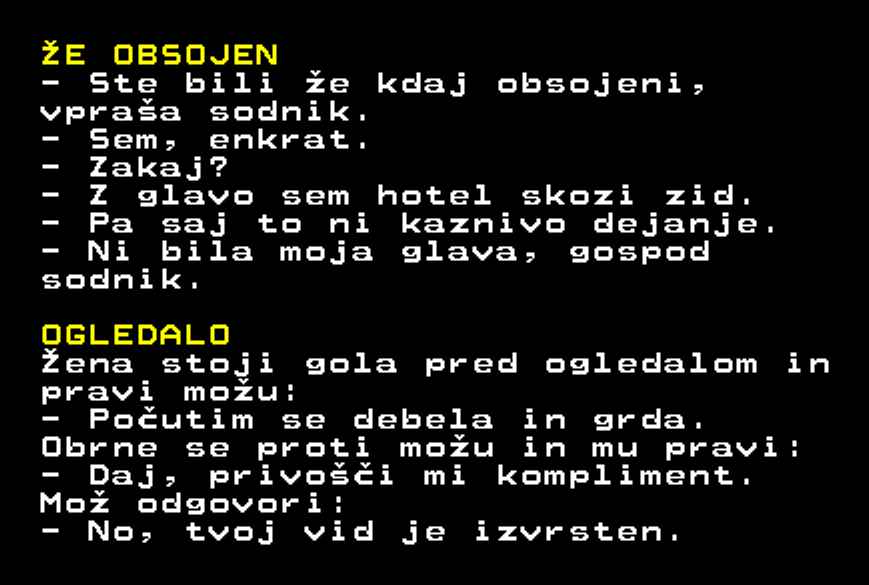 ŽE OBSOJEN
- Ste bili že kdaj obsojeni,
vpraša sodnik.
- Sem, enkrat.
- Zakaj?
- Z glavo sem hotel skozi zid.
- Pa saj to ni kaznivo dejanje.
- Ni bila moja glava, gospod
sodnik.
OGLEDALO
Žena stoji gola pred ogledalom in
pravi možu:
- Počutim se debela in grda.
Obrne se proti možu in mu pravi:
- Daj, privošči mi kompliment.
Mož odgovori:
- No, tvoj vid je izvrsten.